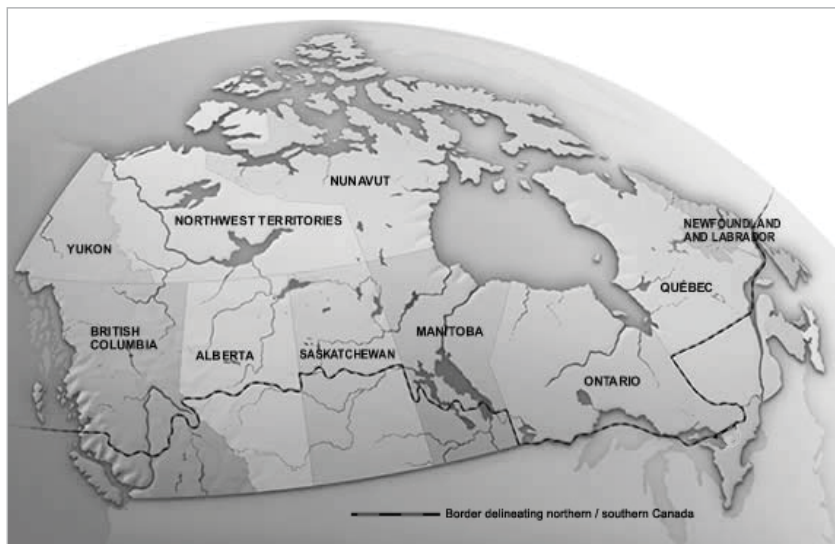 NUNAVUT
NORTHWEST TERRITORIES
YUKON
NEWFOUNDLAND
AND LABRADOR
QUÉBEC
BRITISH
COLUMBIA
ALBERTA
SASKATCHEWAN
MANITOBA
ONTARIO
Border delineating northern / southern Canada